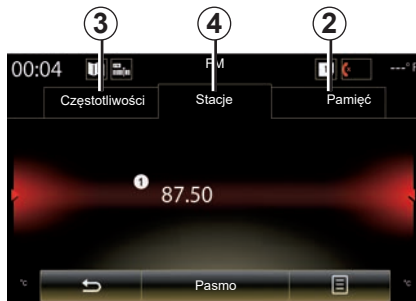 3 4 2
00:04 FM ---° F
Częstotliwości Stacje Pamięć
1 87.50
°C Pasmo °C